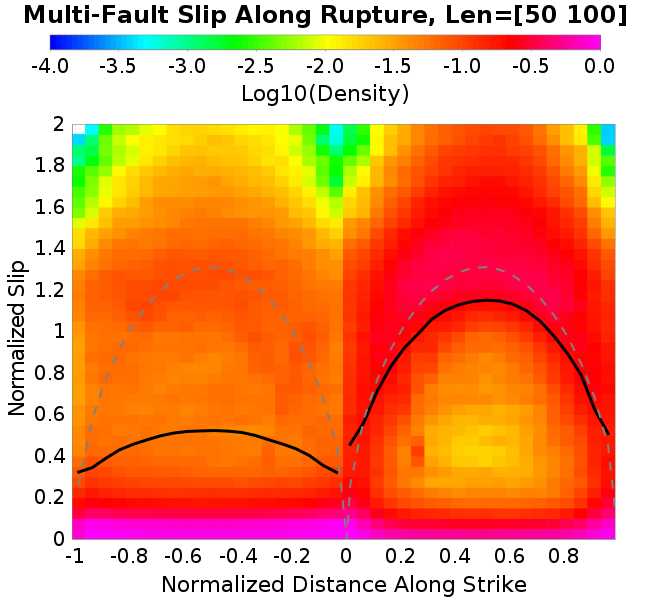 Multi-Fault Slip Along Rupture, Len=[50 100]
-4.0 -3.5 -3.0 -2.5 -2.0 -1.5 -1.0 -0.5 0.0
Log10(Density)
Normalized Slip
2
1.8
1.6
1.4
1.2
1
0.8
0.6
0.4
0.2
0
-1 -0.8 -0.6 -0.4 -0.2 0 0.2 0.4 0.6 0.8
Normalized Distance Along Strike